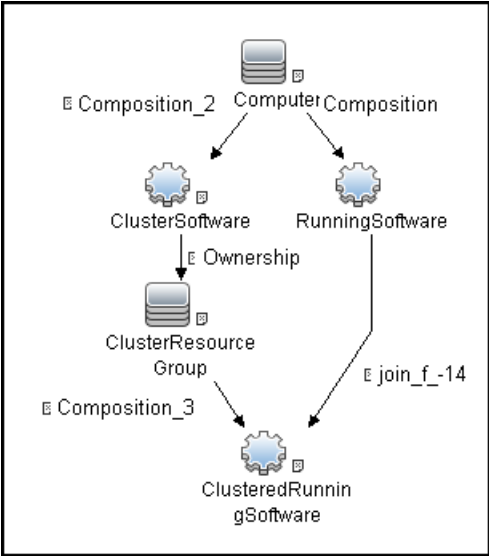 Composition_2
Computer
Composition
ClusterSoftware
RunningSoftware
Ownership
ClusterResource
Group
join_f_-14
Composition_3
ClusteredRunnin
gSoftware